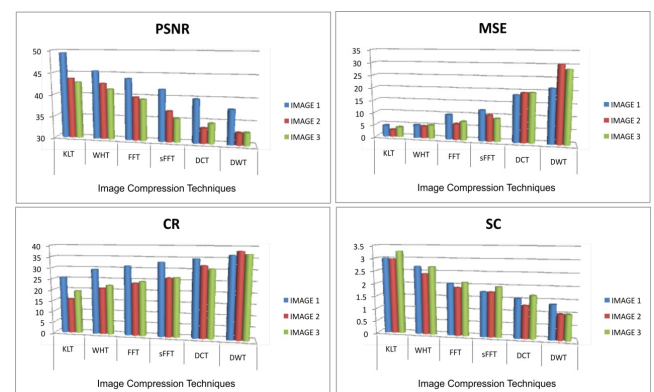 PSNR
50
45
40
35
30
KLT
WHT
FFT
sFFT
DCT
DWT
IMAGE 1
IMAGE 2
IMAGE 3
Image Compression Techniques
MSE
35
30
25
20
15
10
5
0
KLT
WHT
FFT
sFFT
DCT
DWT
IMAGE 1
IMAGE 2
IMAGE 3
Image Compression Techniques
CR
40
35
30
25
20
15
10
5
0
KLT
WHT
FFT
sFFT
DCT
DWT
IMAGE 1
IMAGE 2
IMAGE 3
Image Compression Techniques
SC
3.5
3
2.5
2
1.5
1
0.5
0
KLT
WHT
FFT
sFFT
DCT
DWT
IMAGE 1
IMAGE 2
IMAGE 3
Image Compression Techniques